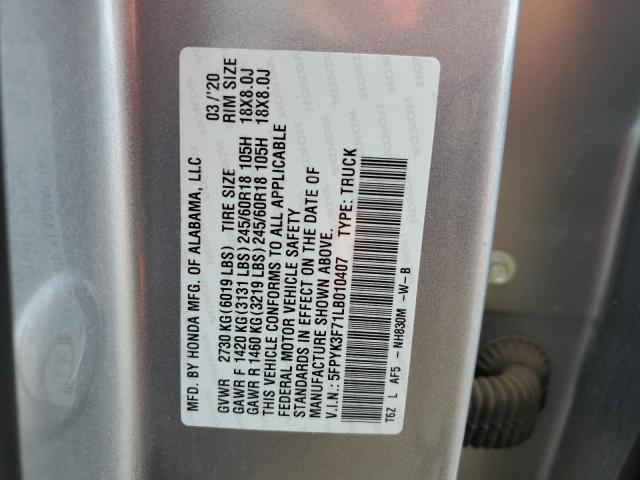 MFD. BY HONDA MFG. OF ALABAMA, LLC 03/'20
GVWR 2730 KG(6019 LBS) TIRE SIZE RIM SIZE
GAWR F 1420 KG(3131 LBS)245/60R18 105H 18X8.0J
GAWR R 1460 KG(3219 LBS)245/60R18 105H 18X8.0J
THIS VEHICLE CONFORMS TO ALL APPLICABLE
FEDERAL MOTOR VEHICLE SAFETY
STANDARDS IN EFFECT ON THE DATE OF
MANUFACTURE SHOWN ABOVE.
V.I.N.: 5FPYK3F71LB010407 TYPE: TRUCK
T6Z L AF5 -NH830M -W-B